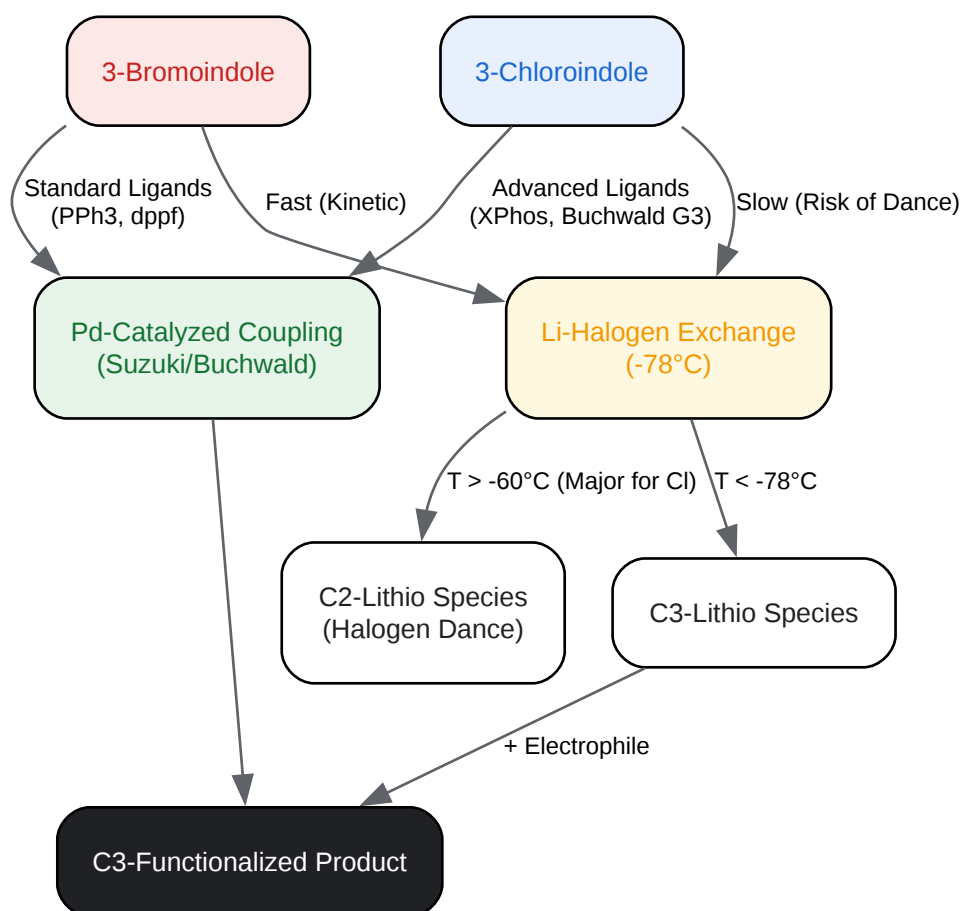 3-Bromoindole
3-Chloroindole
Standard Ligands
(PPh3, dppf)
Fast (Kinetic)
Advanced Ligands
(XPhos, Buchwald G3)
Slow (Risk of Dance)
Pd-Catalyzed Coupling
(Suzuki/Buchwald)
Li-Halogen Exchange
(-78°C)
T > -60°C (Major for Cl)
T < -78°C
C2-Lithio Species
(Halogen Dance)
C3-Lithio Species
+ Electrophile
C3-Functionalized Product